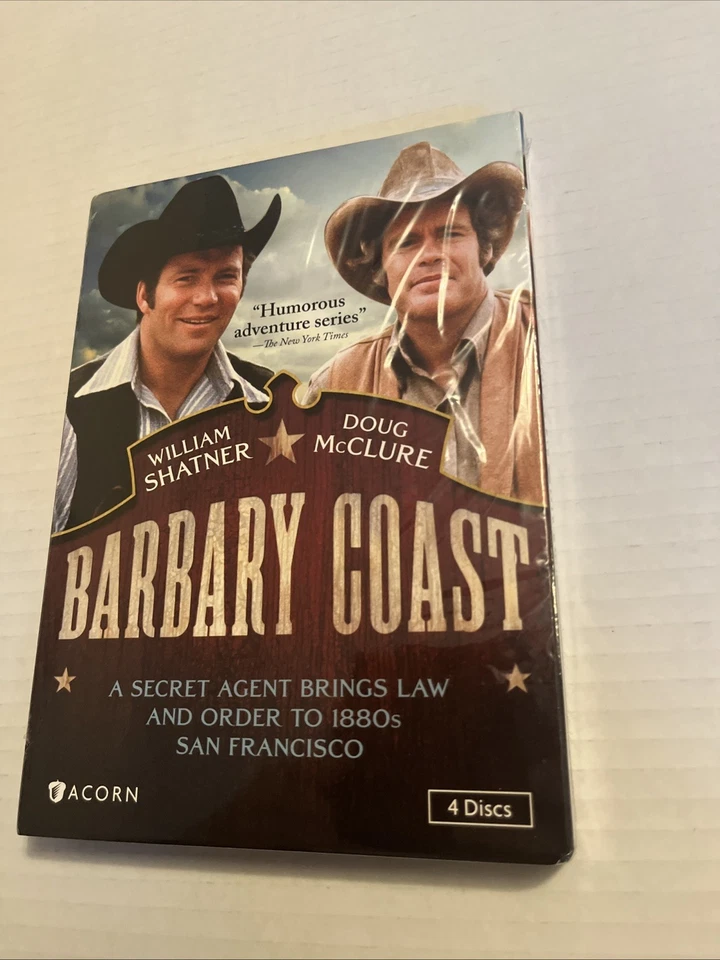 “Humorous
adventure series”
—The New York Times
WILLIAM
SHATNER
DOUG
McCLURE
BARBARY COAST
A SECRET AGENT BRINGS LAW
AND ORDER TO 1880s
SAN FRANCISCO
ACORN
4 Discs